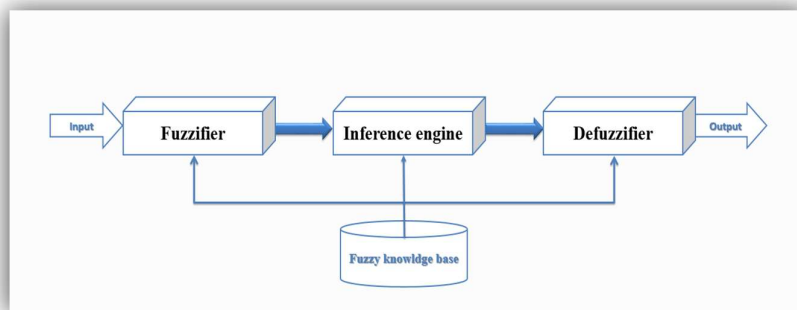 Input
Fuzzifier
Inference engine
Defuzzifier
Output
Fuzzy knowldge base